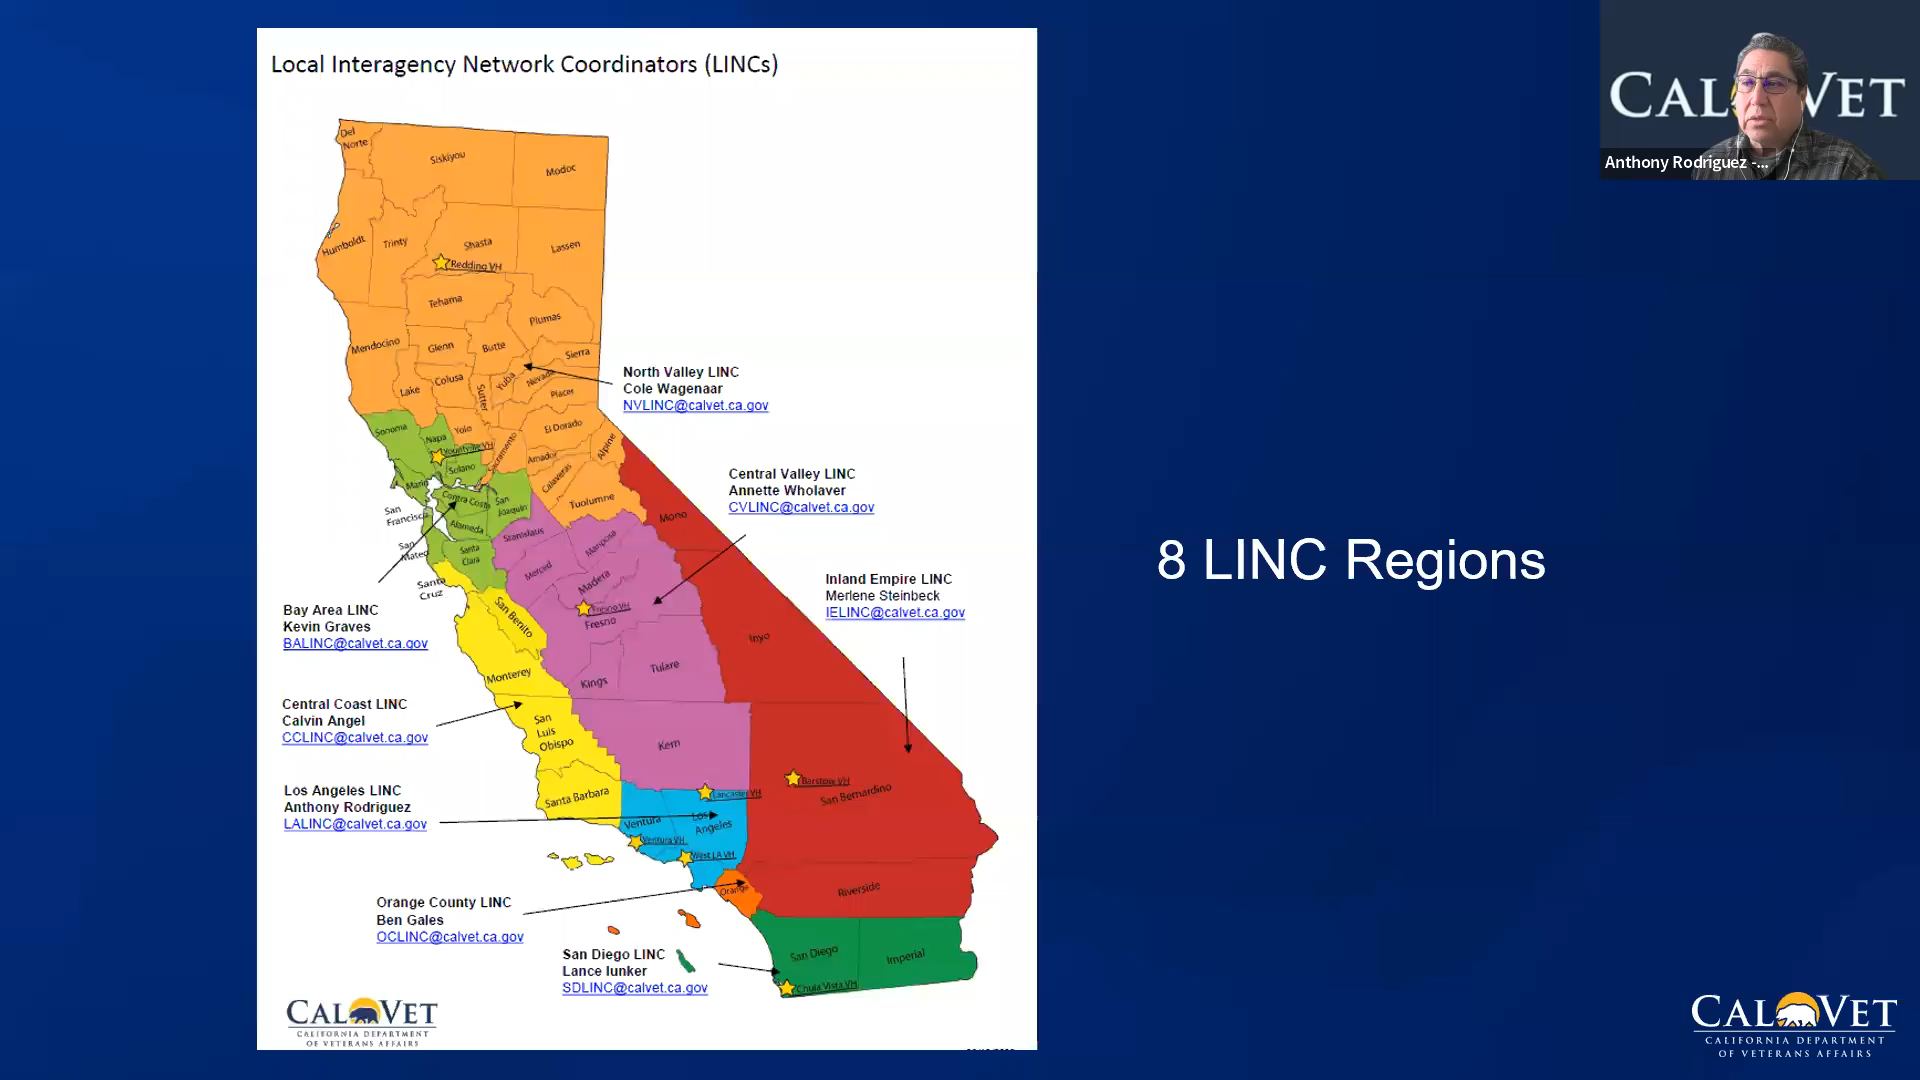 Local Interagency Network Coordinators (LINCs)
Del
Norte
Siskiyou
Modoc
Humboldt
Trinty
Shasta
Lassen
Redding VH
Tehama
Plumas
Mendocino
Glenn
Butte
Sierra
Lake
Colusa
Sutter
Yuba
Nevada
Placer
North Valley LINC
Cole Wagenaar
NVLINC@calvet.ca.gov
Sonoma
Napa
Yolo
Sacramento
El Dorado
Alpine
Yountville VH
Solano
Amador
Calaveras
Marin
Contra Costa
San
Joaquin
Tuolumne
Mono
San
Francisco
Alameda
Stanislaus
Mariposa
San
Mateo
Santa
Clara
Merced
Madera
Santa
Cruz
San Benito
Fresno VH
Fresno
Inyo
Central Valley LINC
Annette Wholaver
CVLINC@calvet.ca.gov
Inland Empire LINC
Merlene Steinbeck
IELINC@calvet.ca.gov
Bay Area LINC
Kevin Graves
BALINC@calvet.ca.gov
Monterey
Kings
Tulare
Central Coast LINC
Calvin Angel
CCLINC@calvet.ca.gov
San
Luis
Obispo
Kern
Santa Barbara
Los Angeles LINC
Anthony Rodriguez
LALINC@calvet.ca.gov
Ventura
Los
Angeles
Lancaster VH
Ventura VH
West LA VH
Barstow VH
San Bernardino
Orange
Riverside
Orange County LINC
Ben Gales
OCLINC@calvet.ca.gov
San Diego LINC
Lance Iunker
SDLINC@calvet.ca.gov
San Diego
Imperial
Chula Vista VH
CALVET
CALIFORNIA DEPARTMENT
OF VETERANS AFFAIRS
8 LINC Regions
CAL VET
Anthony Rodriguez -...
CALVET
CALIFORNIA DEPARTMENT
OF VETERANS AFFAIRS